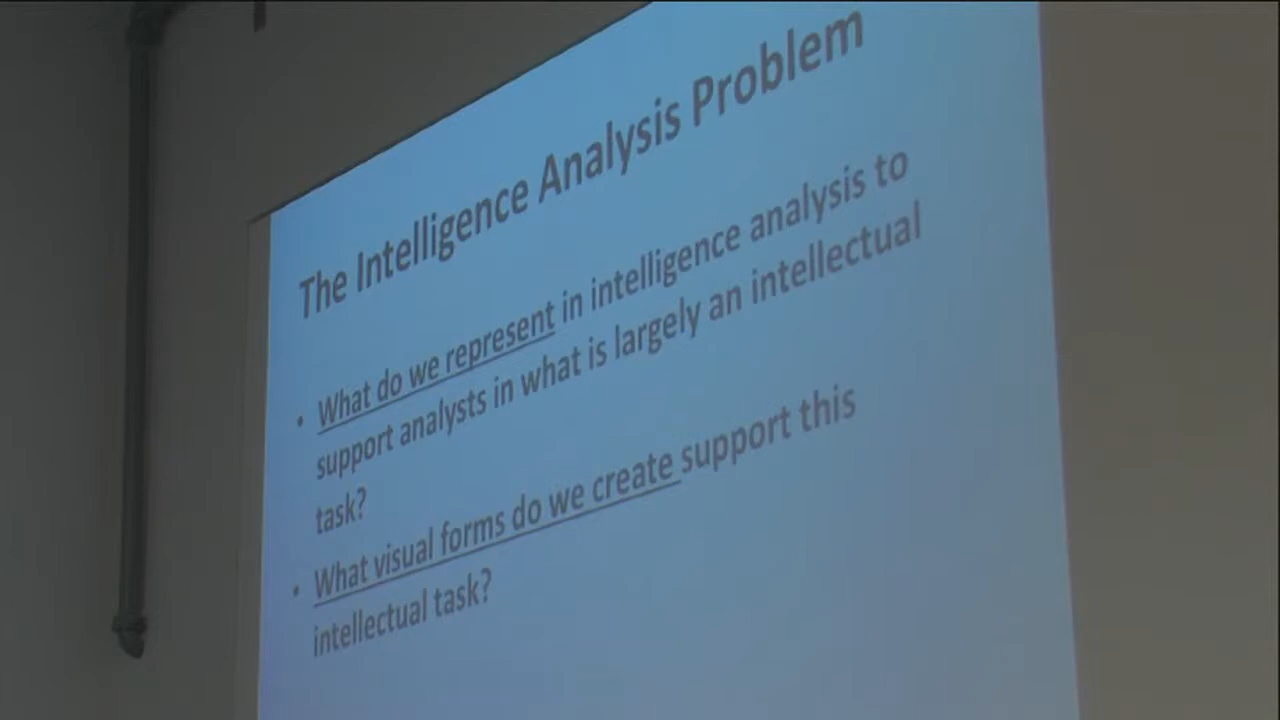 The Intelligence Analysis Problem
• What do we represent in intelligence analysis to
support analysts in what is largely an intellectual
task?
• What visual forms do we create support this
intellectual task?